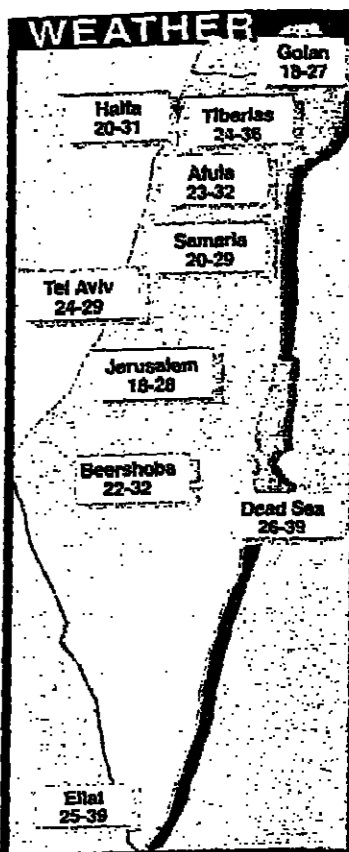 WEATHER
Golan
18-27
Haifa
20-31
Tiberias
24-36
Afula
23-32
Samaria
20-29
Tel Aviv
24-29
Jerusalem
18-28
Beersheba
22-32
Dead Sea
26-39
Eilat
25-39